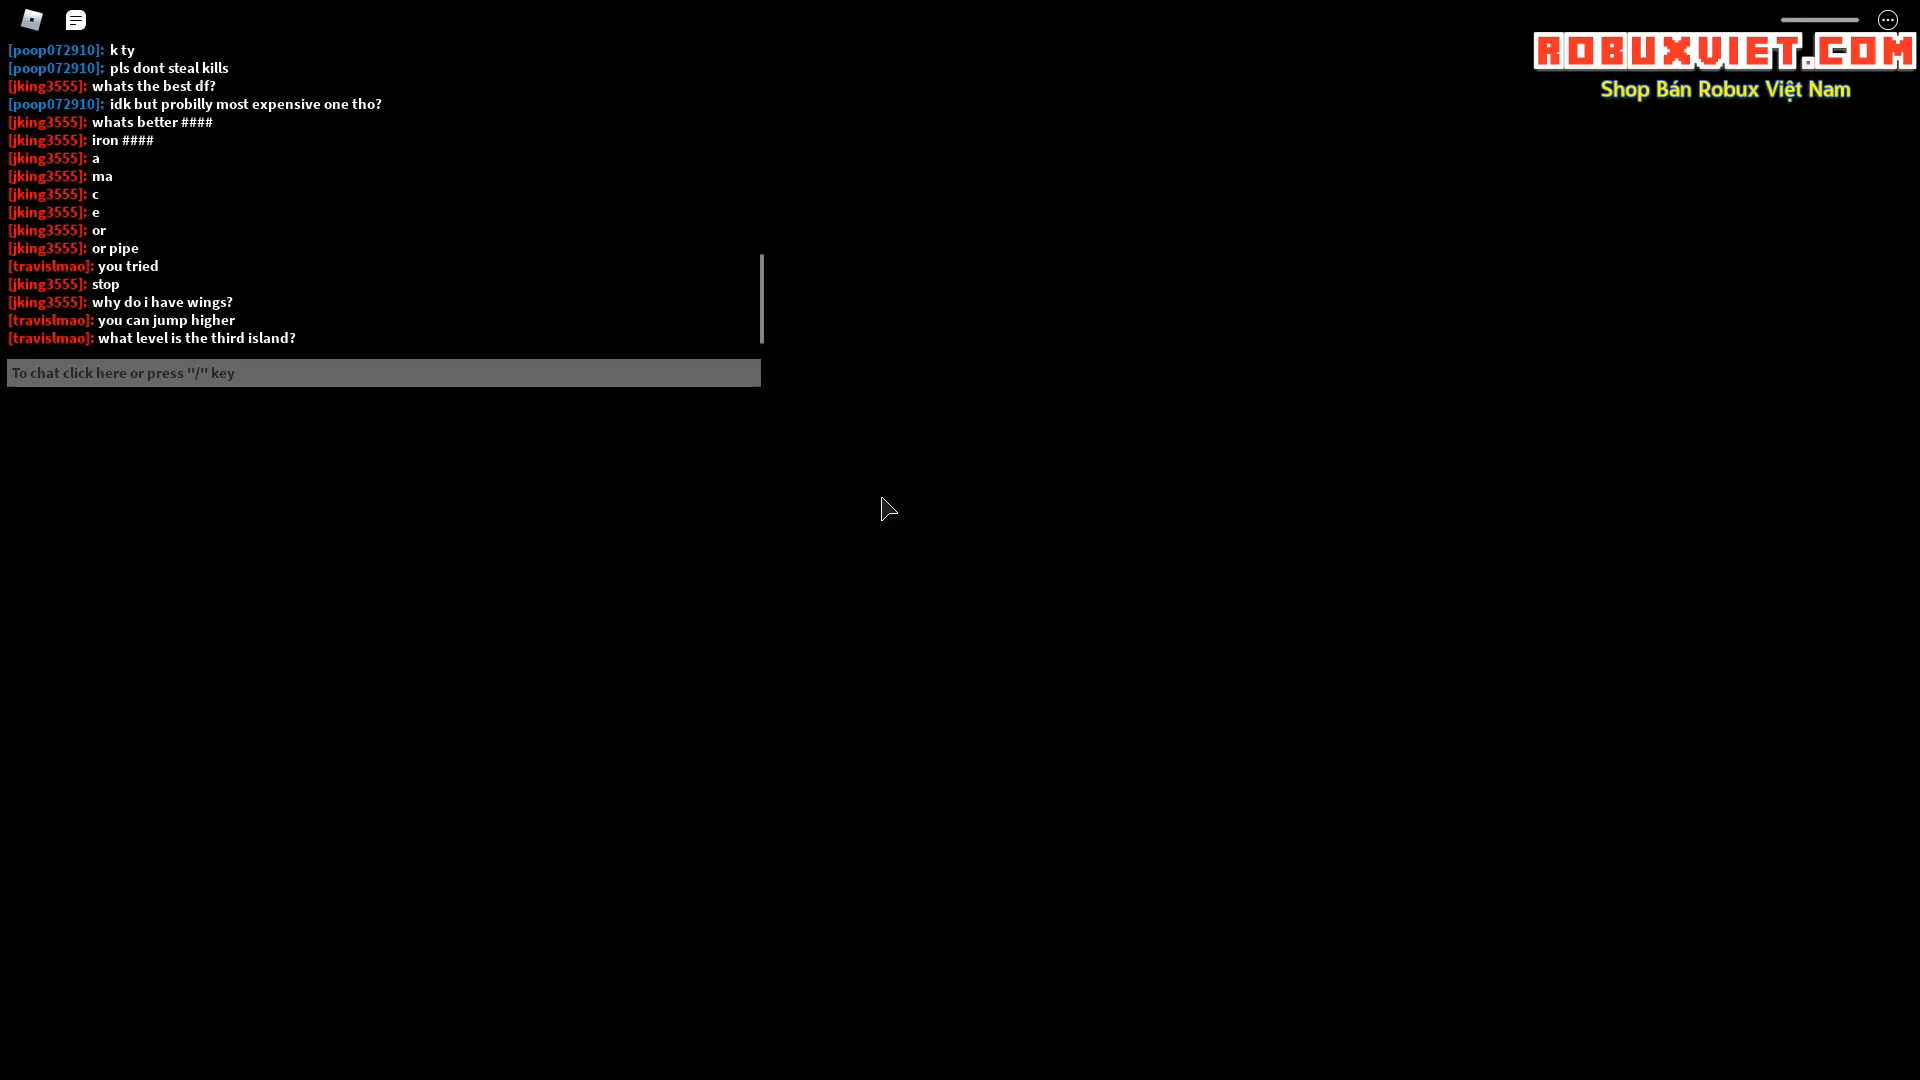 [poop072910]: k ty
[poop072910]: pls dont steal kills
[jking3555]: whats the best df?
[poop072910]: idk but probilly most expensive one tho?
[jking3555]: whats better ####
[jking3555]: iron ####
[jking3555]: a
[jking3555]: ma
[jking3555]: c
[jking3555]: e
[jking3555]: or
[jking3555]: or pipe
[travislmao]: you tried
[jking3555]: stop
[jking3555]: why do i have wings?
[travislmao]: you can jump higher
[travislmao]: what level is the third island?
To chat click here or press "/" key
ROBUXVIET.COM
Shop Bán Robux Việt Nam